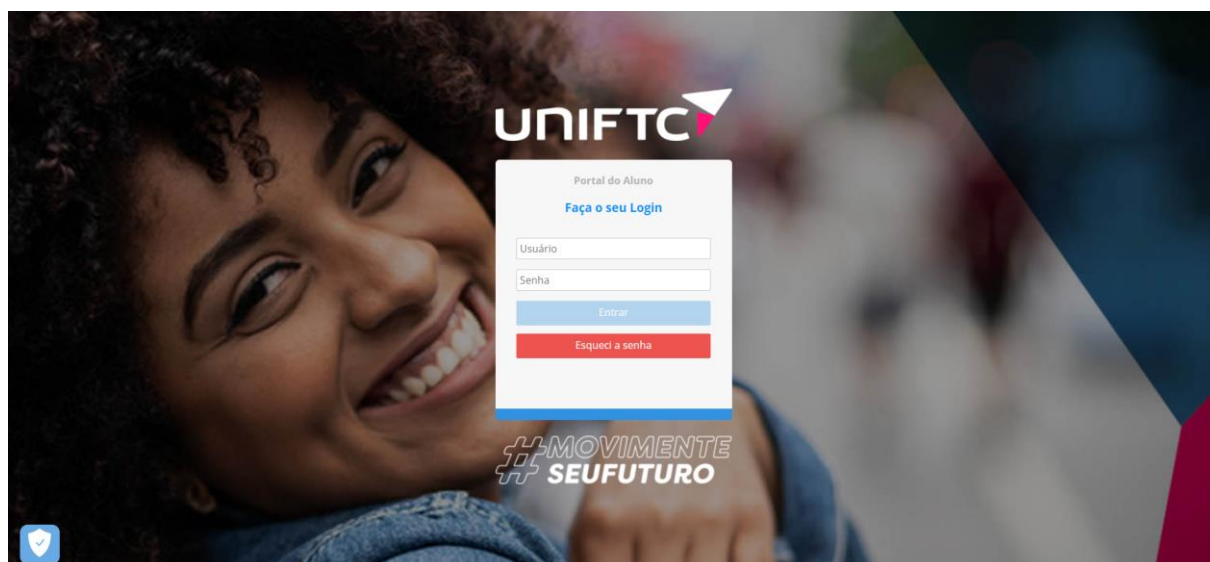 UNIFTC
Portal do Aluno
Faça o seu Login
Usuário
Senha
Entrar
Esqueci a senha
#MOVIMENTE
SEUFUTURO